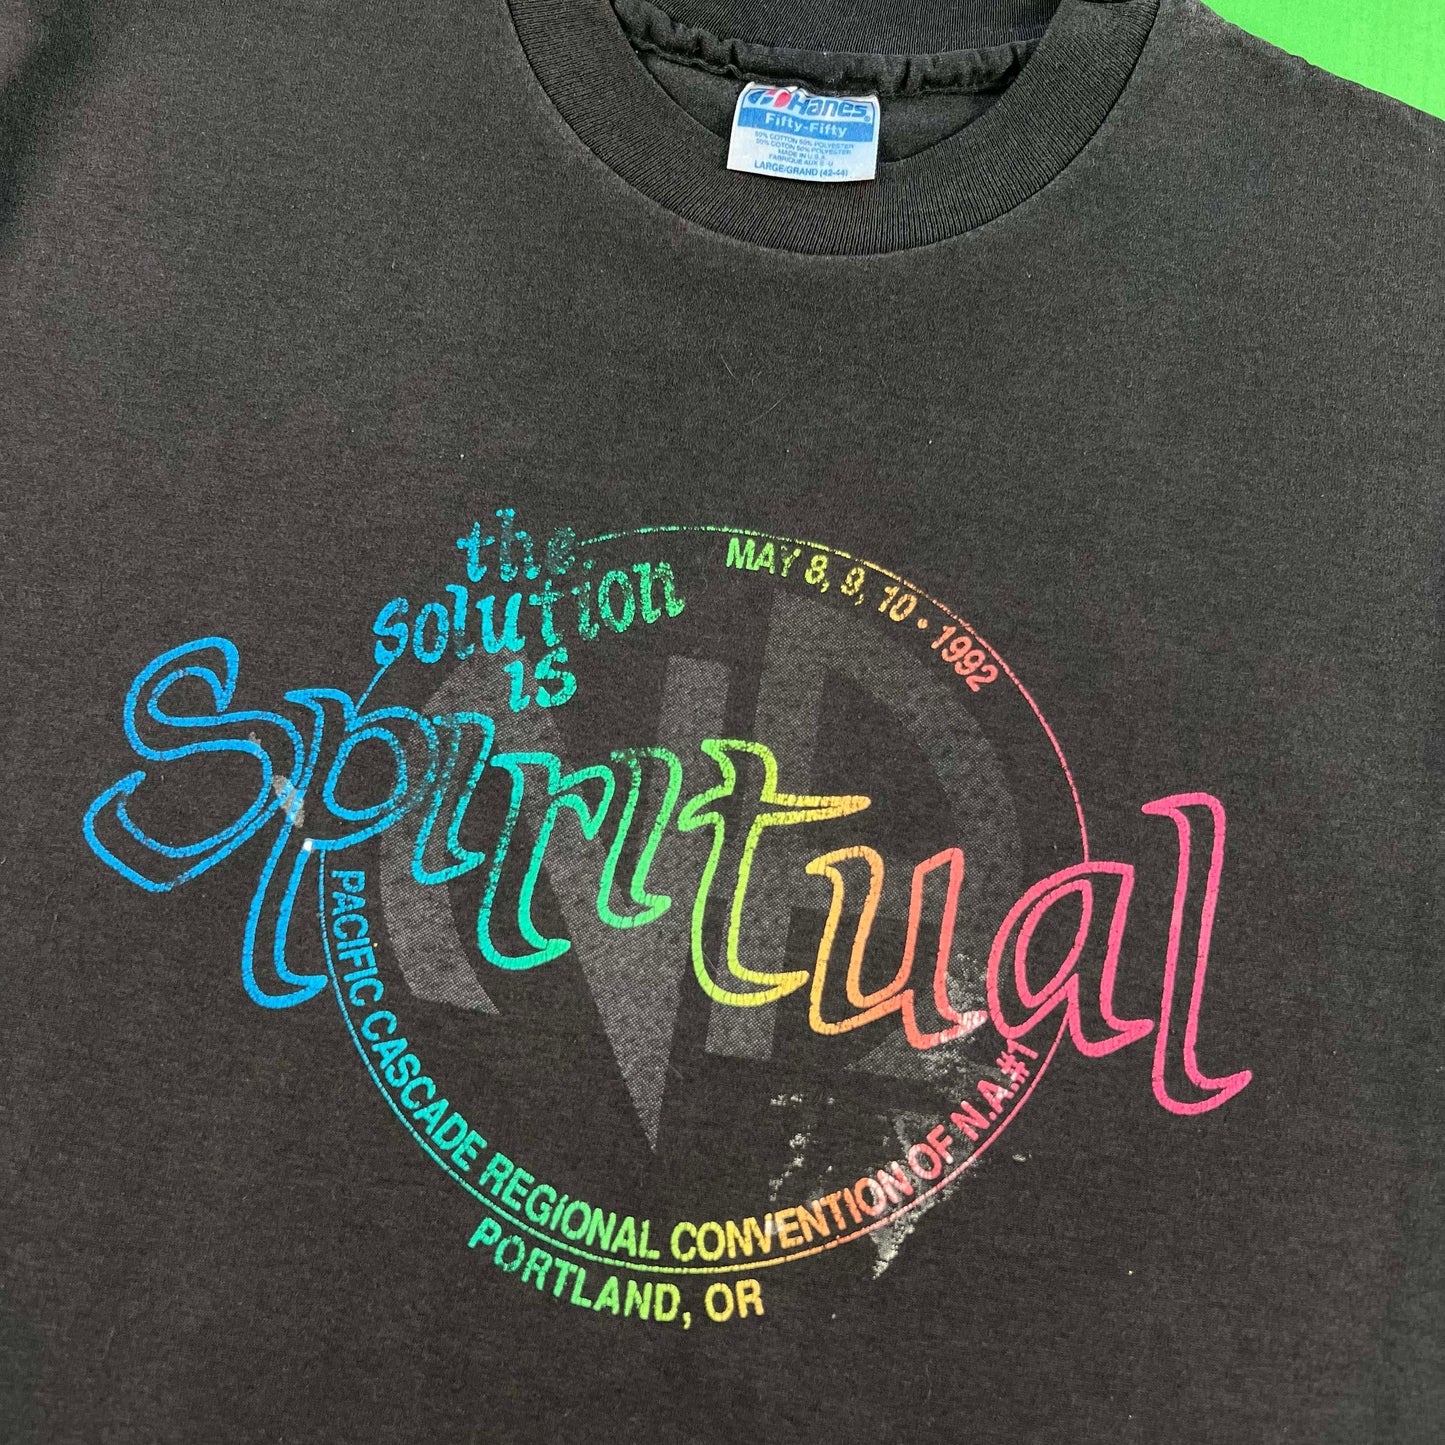 Hanes®
Fifty-Fifty
50% COTTON 50% POLYESTER
50% COTON 50% POLYESTER
MADE IN U.S.A.
FABRIQUE AUX É-U
LARGE/GRAND (42-44)
the
solution
is
Spiritual
MAY 8, 9, 10 • 1992
PACIFIC CASCADE REGIONAL CONVENTION OF N.A.#1
PORTLAND, OR